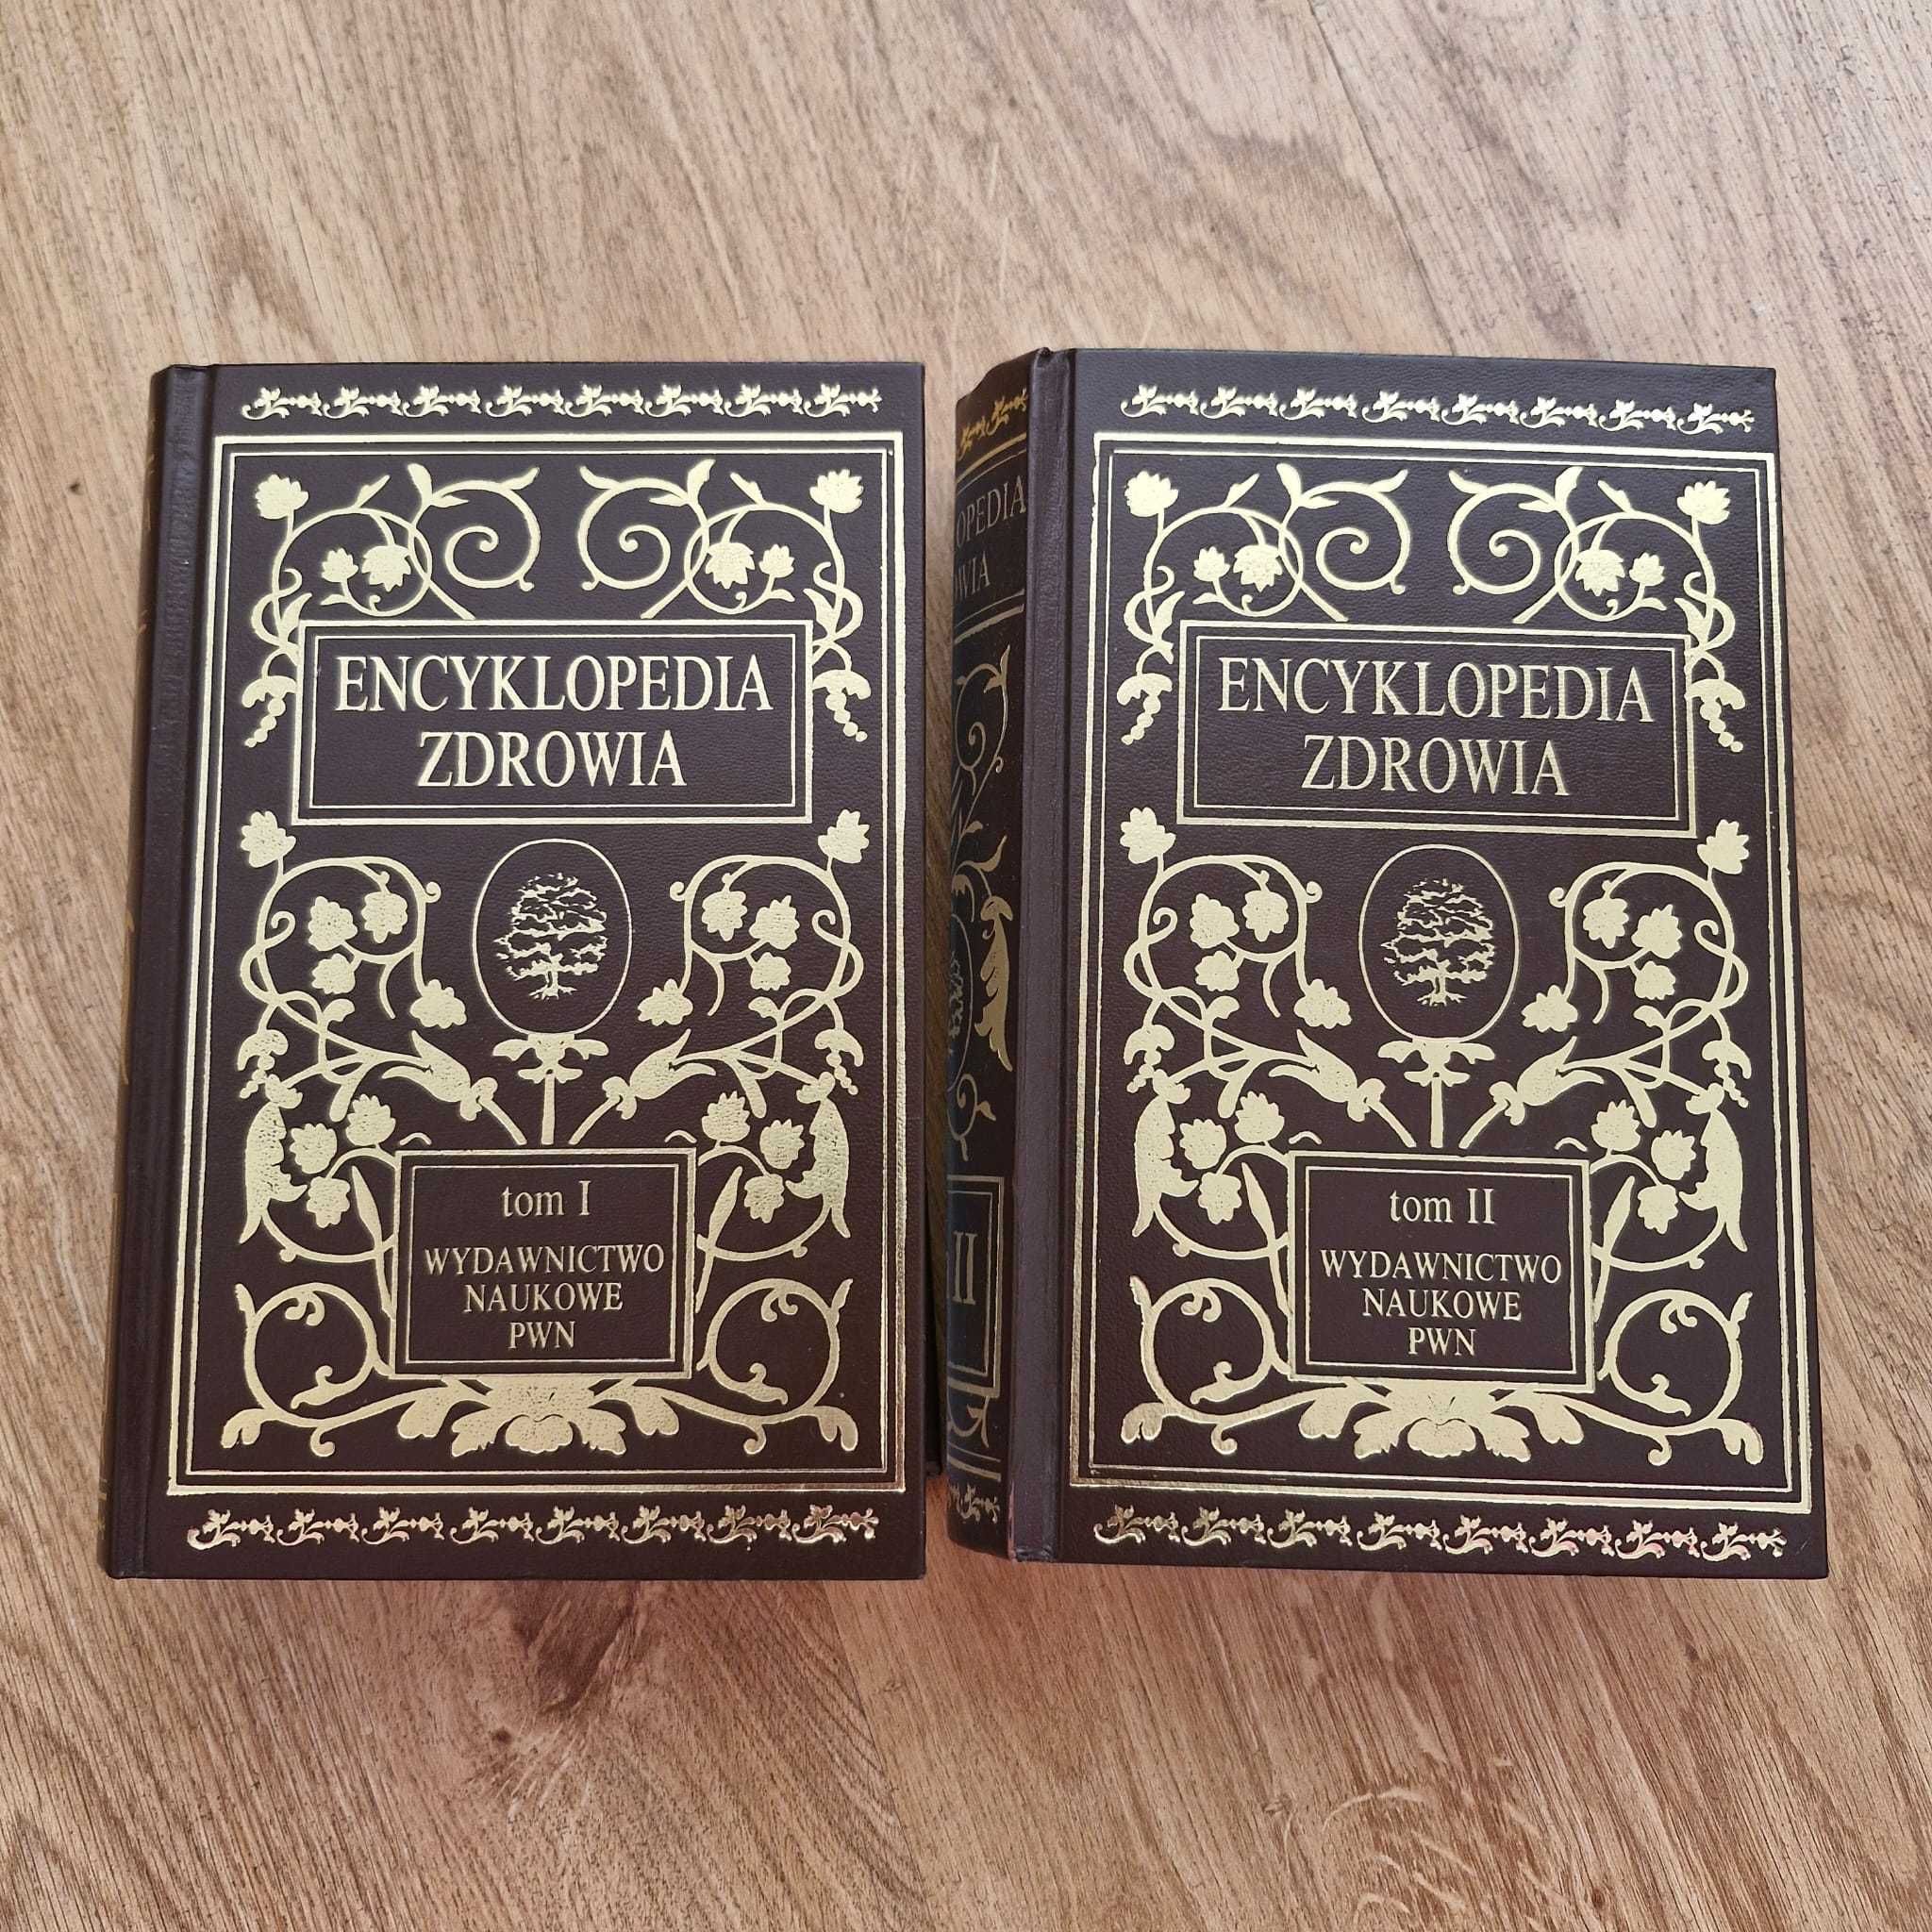 ENCYKLOPEDIA
ZDROWIA
tom I
WYDAWNICTWO
NAUKOWE
PWN
II
ENCYKLOPEDIA
ZDROWIA
tom II
WYDAWNICTWO
NAUKOWE
PWN